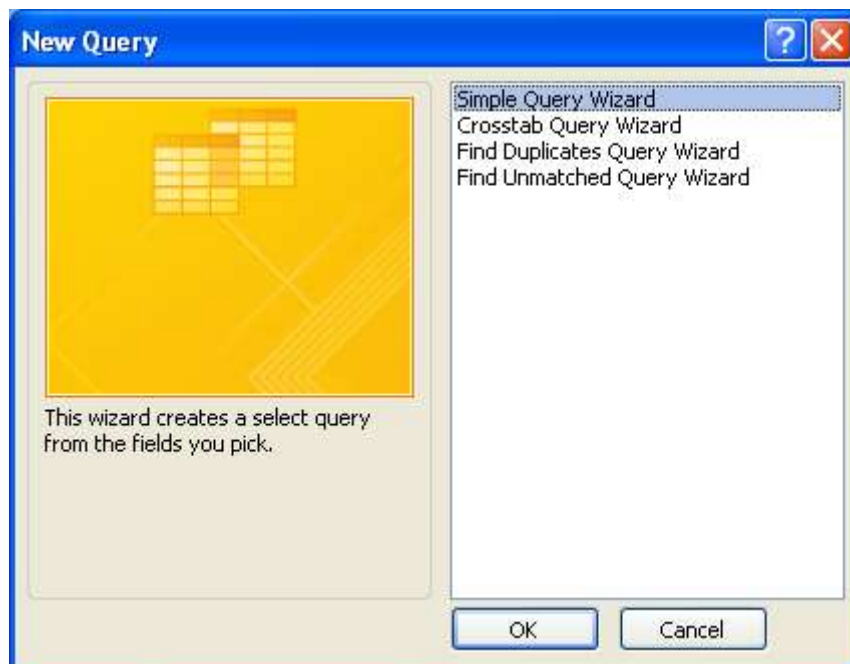 New Query
Simple Query Wizard
Crosstab Query Wizard
Find Duplicates Query Wizard
Find Unmatched Query Wizard
This wizard creates a select query
from the fields you pick.
OK
Cancel